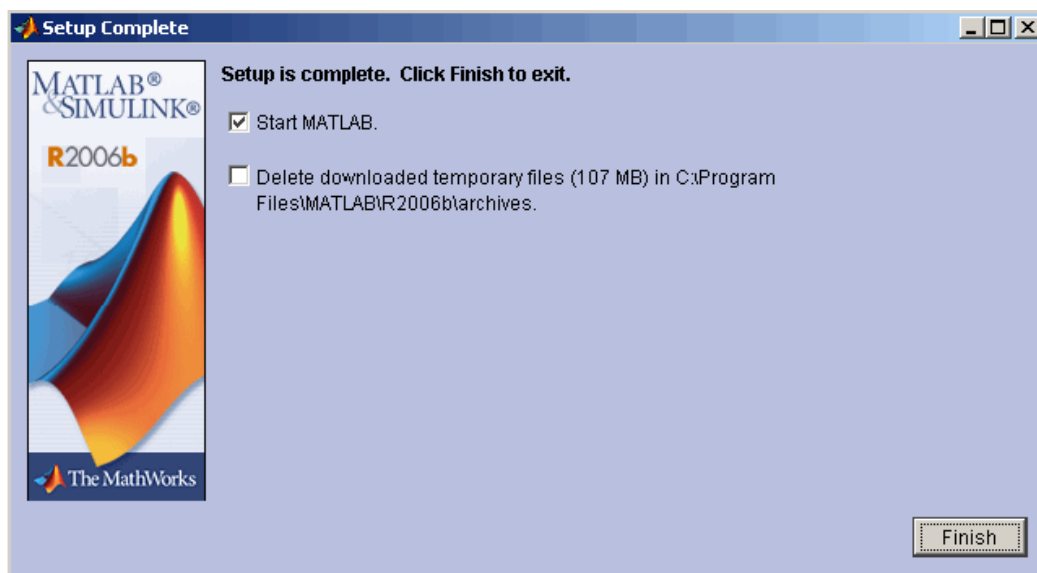 Setup Complete
MATLAB®
&SIMULINK®
R2006b
The MathWorks
Setup is complete. Click Finish to exit.
Start MATLAB.
Delete downloaded temporary files (107 MB) in C:\Program
Files\MATLAB\R2006b\archives.
Finish